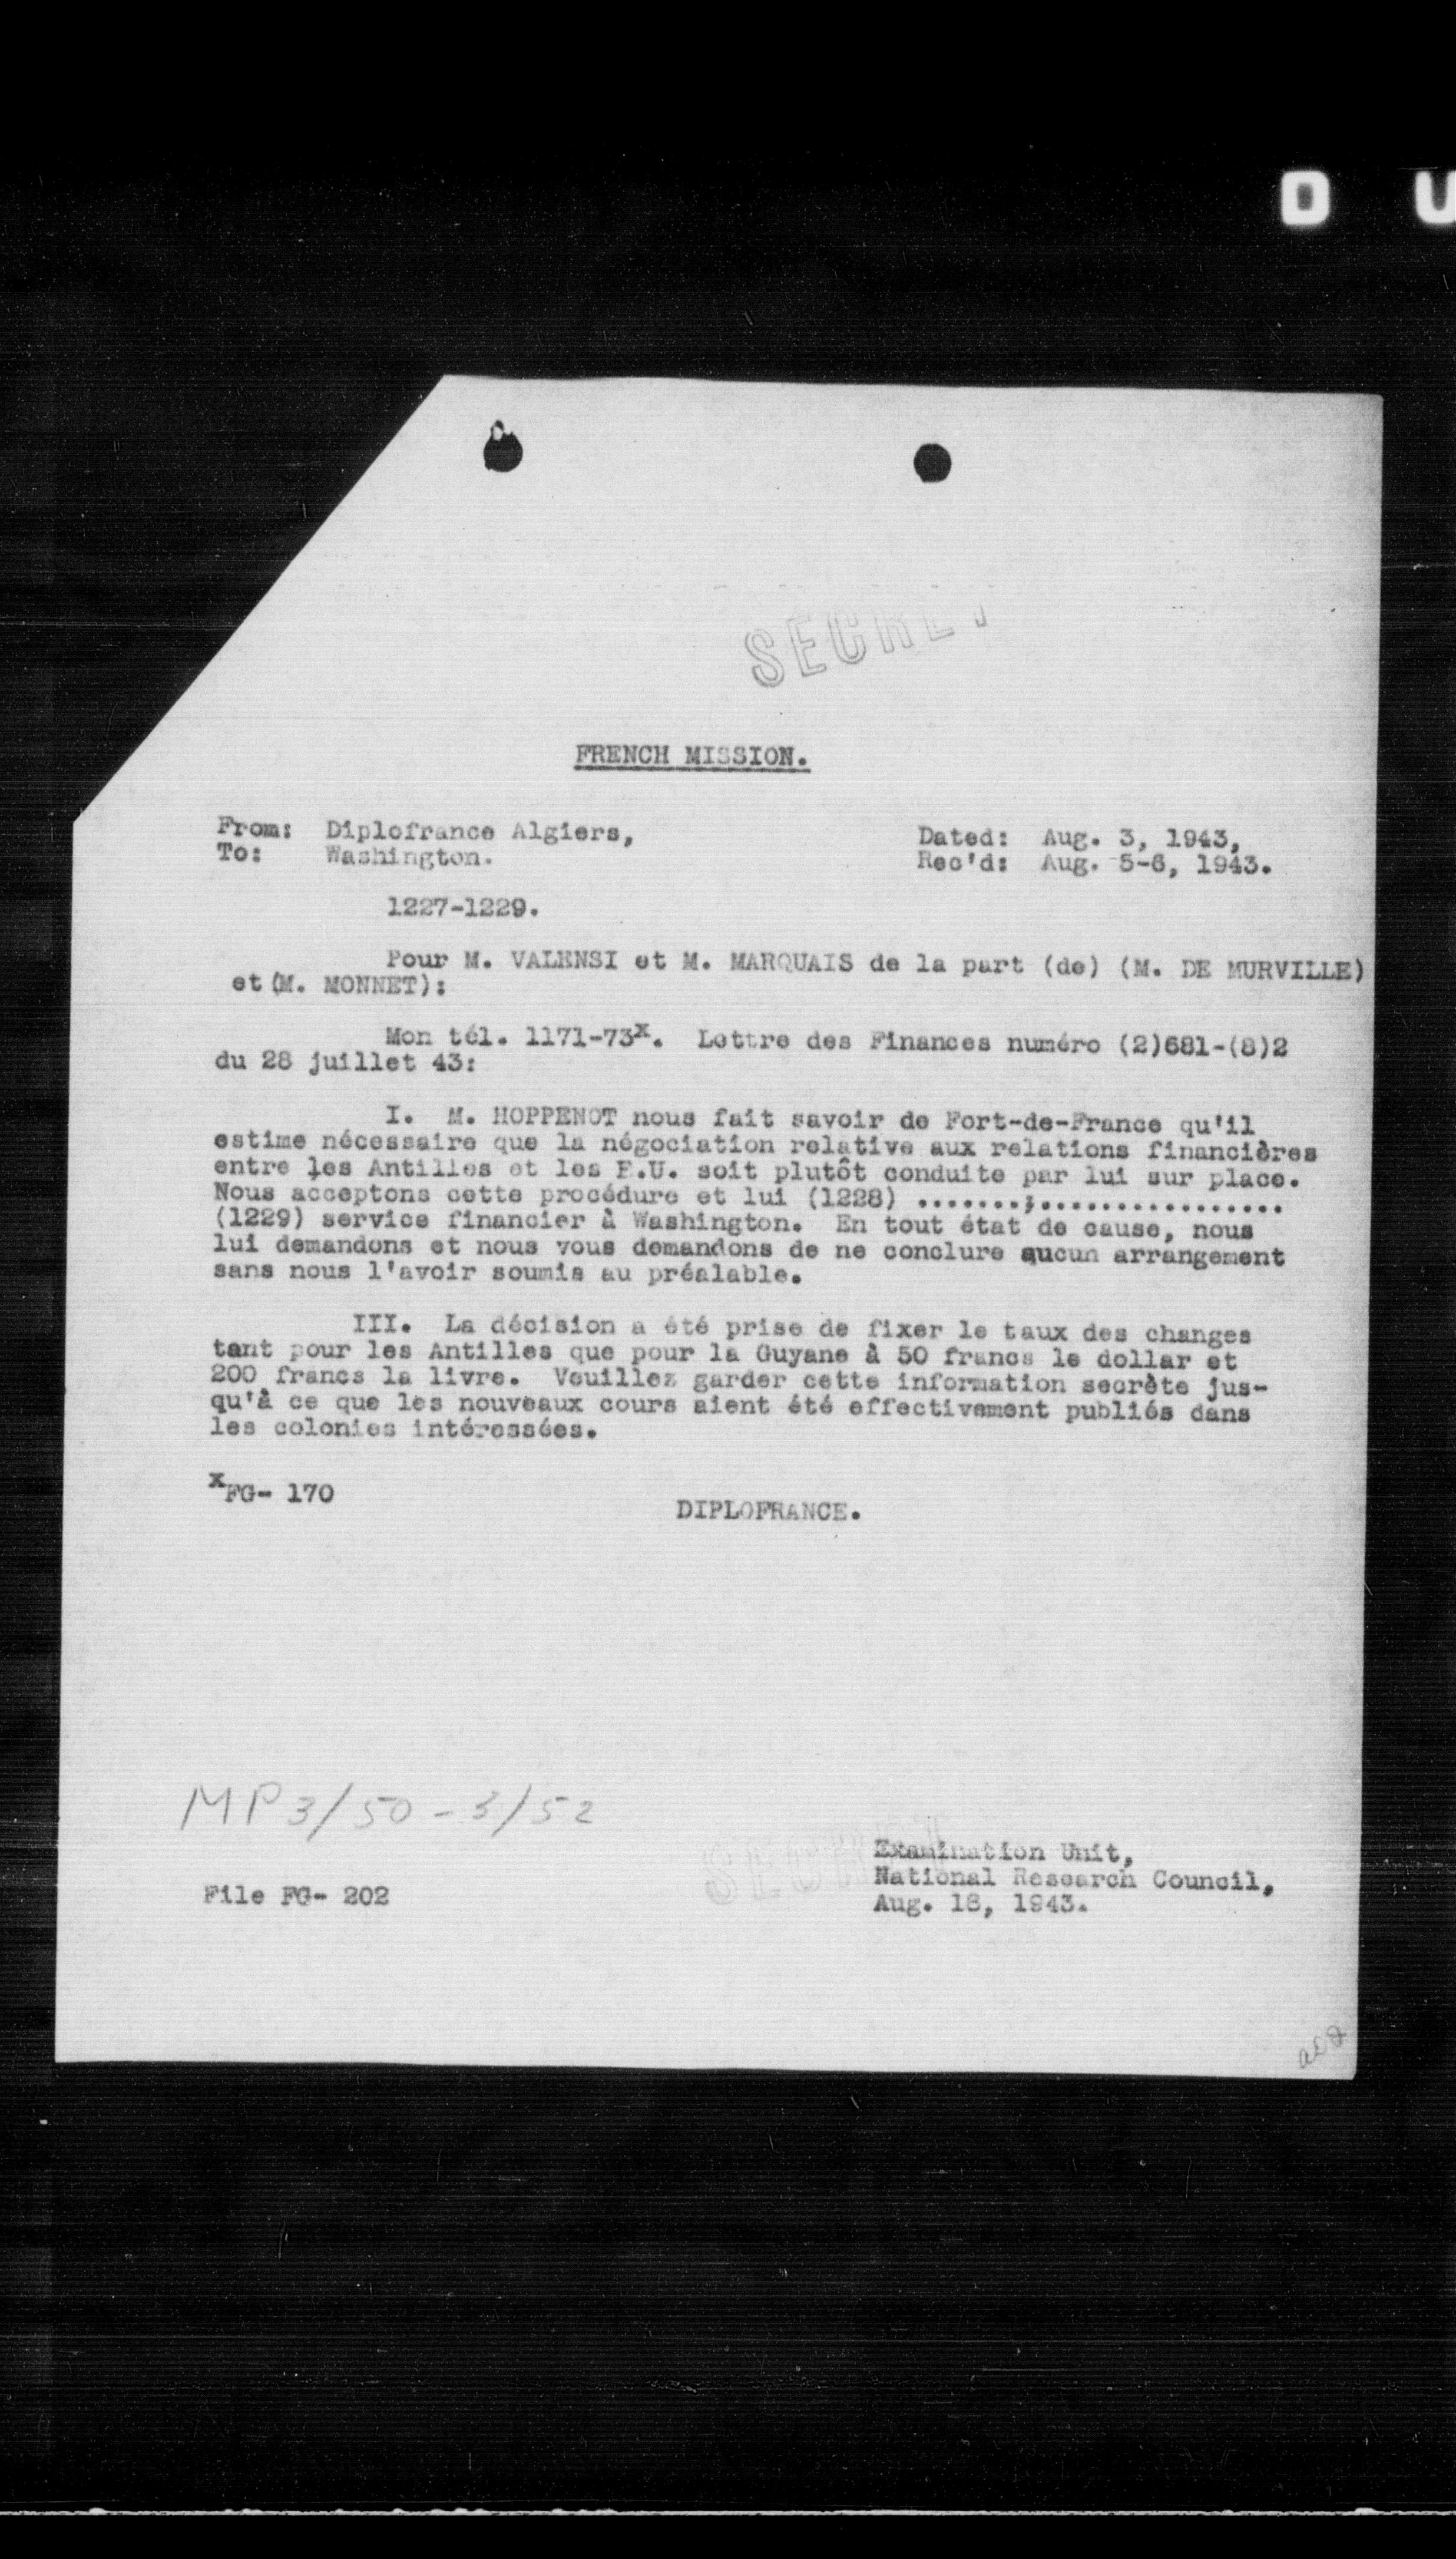 D U
SECRET
FRENCH MISSION.
From: Diplofrance Algiers,
To: Washington.
Dated: Aug. 3, 1943,
Rec'd: Aug. 5-6, 1943.
1227-1229.
Pour M. VALENSI et M. MARQUAIS de la part (de) (M. DE MURVILLE)
et (M. MONNET):
Mon tél. 1171-73x. Lettre des Finances numéro (2)681-(8)2
du 28 juillet 43:
I. M. HOPPENOT nous fait savoir de Fort-de-France qu'il
estime nécessaire que la négociation relative aux relations financières
entre les Antilles et les E.U. soit plutôt conduite par lui sur place.
Nous acceptons cette procédure et lui (1228) .......;................
(1229) service financier à Washington. En tout état de cause, nous
lui demandons et nous vous demandons de ne conclure aucun arrangement
sans nous l'avoir soumis au préalable.
III. La décision a été prise de fixer le taux des changes
tant pour les Antilles que pour la Guyane à 50 francs le dollar et
200 francs la livre. Veuillez garder cette information secrète jus-
qu'à ce que les nouveaux cours aient été effectivement publiés dans
les colonies intéressées.
xFG- 170
DIPLOFRANCE.
MP3/50-3/52
SECRET
Examination Unit,
National Research Council,
Aug. 18, 1943.
File FG- 202